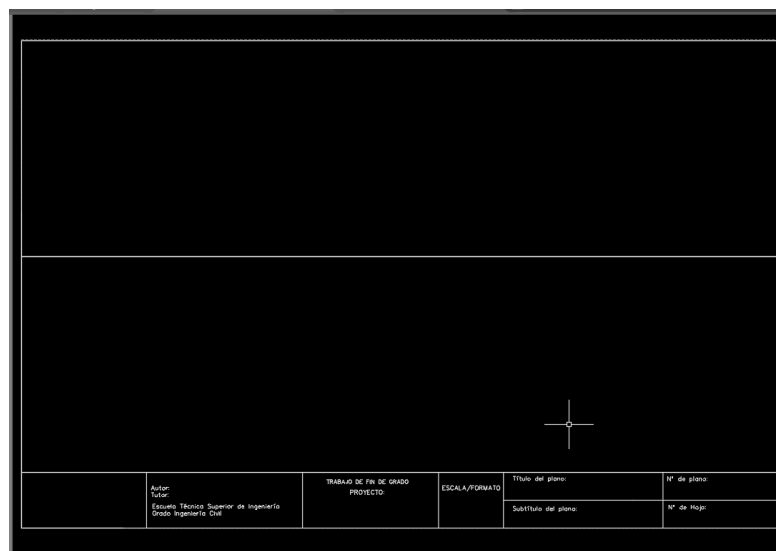 Autor:
Tutor:
Escuela Técnica Superior de Ingeniería
Grado Ingeniería Civil
TRABAJO DE FIN DE GRADO
PROYECTO:
ESCALA/FORMATO
Título del plano:
Subtítulo del plano:
Nº de plano:
Nº de Hoja: